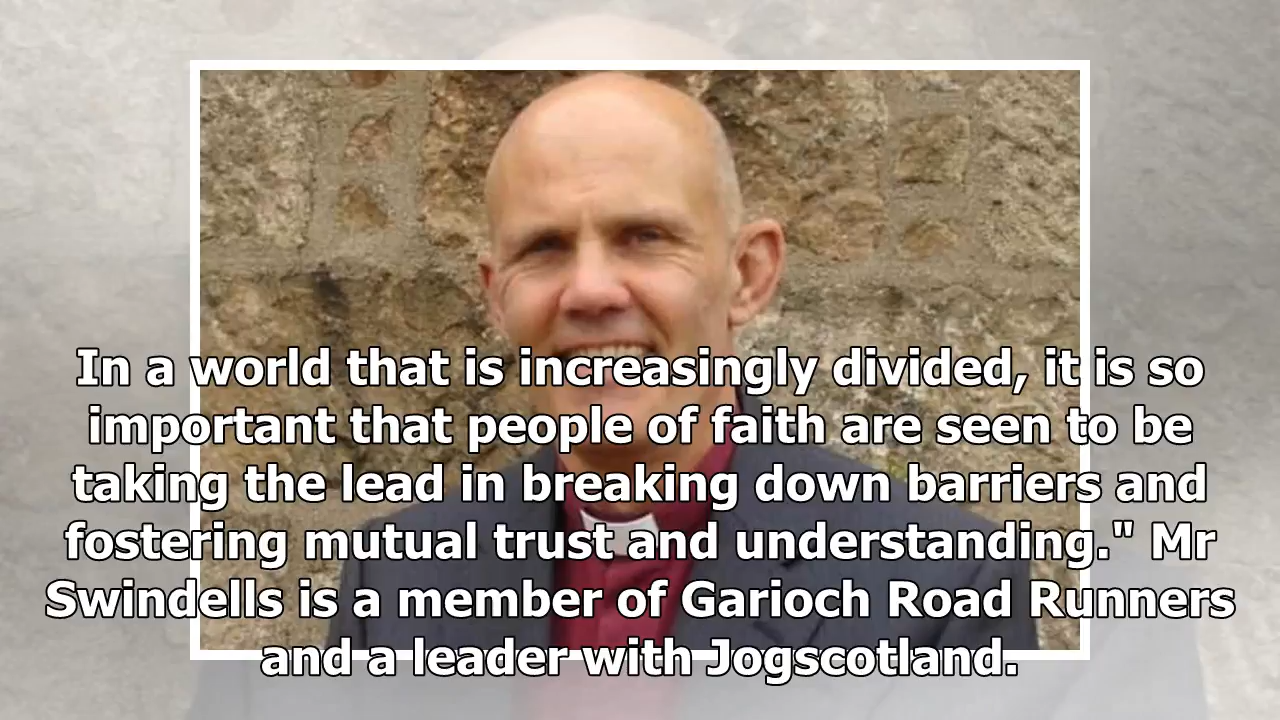 In a world that is increasingly divided, it is so
important that people of faith are seen to be
taking the lead in breaking down barriers and
fostering mutual trust and understanding." Mr
Swindells is a member of Garioch Road Runners
and a leader with Jogscotland.